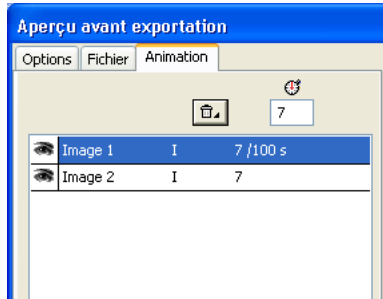 Aperçu avant exportation
Options Fichier Animation
7
Image 1 I 7 /100 s
Image 2 I 7